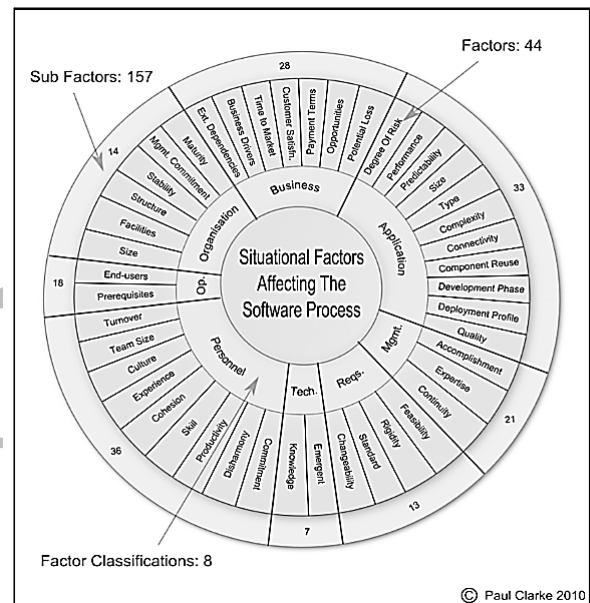 Factors: 44
Sub Factors: 157
28
Ext. Dependencies
Business Drivers
Time to Market
Customer Satisfn.
Payment Terms
Opportunities
Potential Loss
Business
33
Degree Of Risk
Performance
Predictability
Size
Type
Complexity
Connectivity
Component Reuse
Development Phase
Deployment Profile
Quality
Application
21
Accomplishment
Expertise
Continuity
Mgmt.
13
Feasibility
Rigidity
Standard
Changeability
Reqs.
7
Emergent
Knowledge
Tech.
36
Commitment
Disharmony
Productivity
Skill
Cohesion
Experience
Culture
Team Size
Turnover
Personnel
18
Prerequisites
End-users
Op.
14
Size
Facilities
Structure
Stability
Mgmt. Commitment
Maturity
Organisation
Situational Factors
Affecting The
Software Process
Factor Classifications: 8
© Paul Clarke 2010